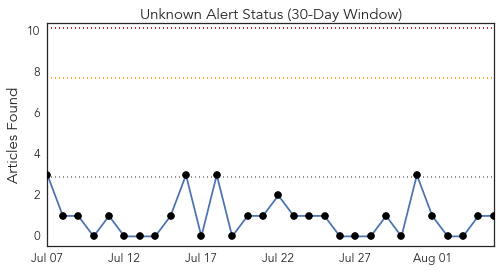 Unknown Alert Status (30-Day Window)
Articles Found
10
8
6
4
2
0
Jul 07 Jul 12 Jul 17 Jul 22 Jul 27 Aug 01